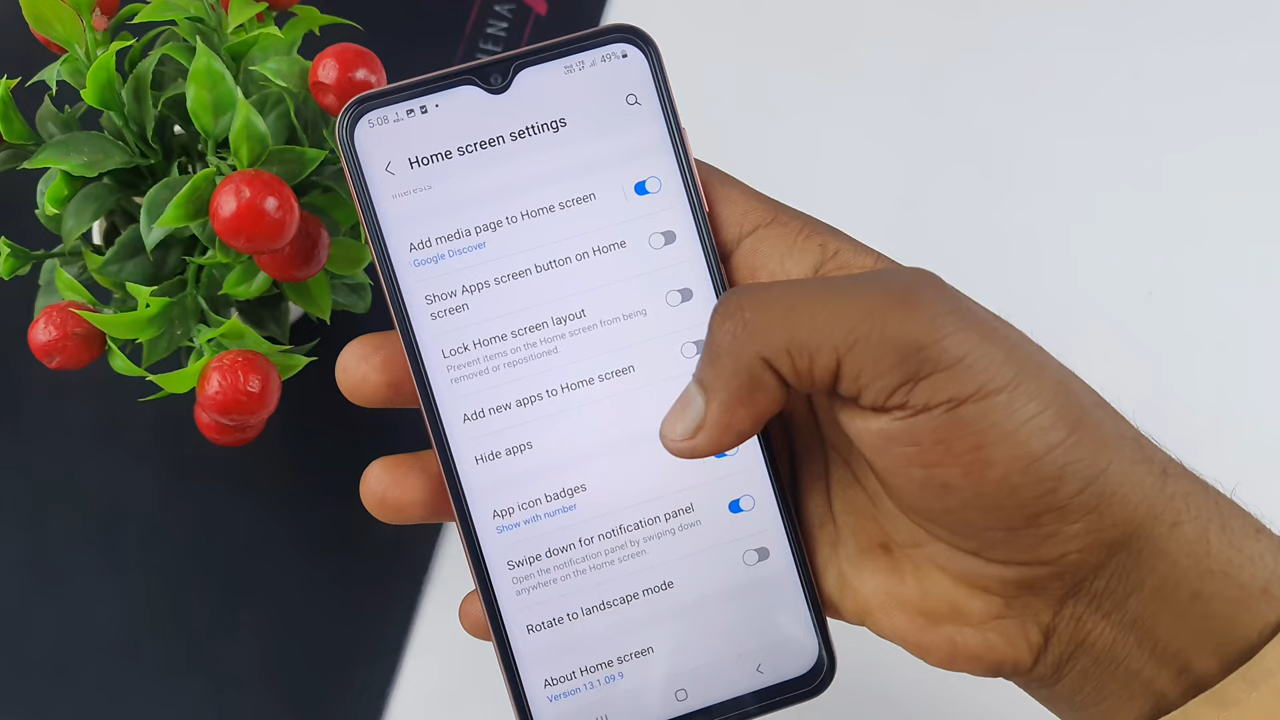 5:08
49%
Home screen settings
Add media page to Home screen
Google Discover
Show Apps screen button on Home
screen
Lock Home screen layout
Prevent items on the Home screen from being
removed or repositioned.
Add new apps to Home screen
Hide apps
App icon badges
Show with number
Swipe down for notification panel
Open the notification panel by swiping down
anywhere on the Home screen.
Rotate to landscape mode
About Home screen
Version 13.1.09.9